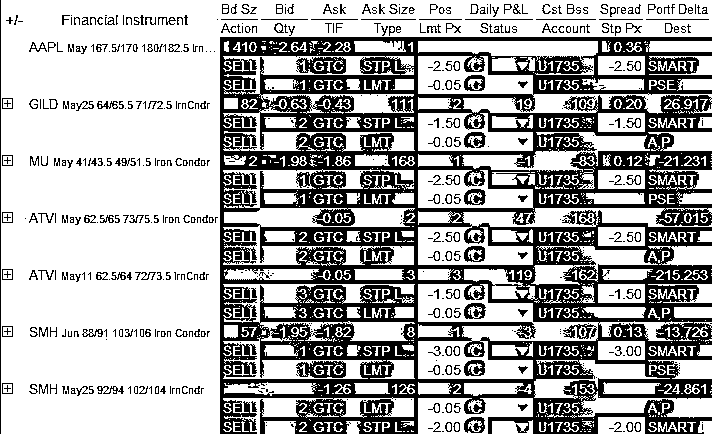 +/- Financial Instrument Bd Sz Bid Ask Ask Size Pos Daily P&L Cst Bss Spread Portf Delta
Action Qty TIF Type Lmt Px Status Account Stp Px Dest
AAPL May 167.5/170 180/182.5 Irn... 410 -2.64 -2.28 1 0.36
SELL 1 GTC STP L... -2.50 C U1735... -2.50 SMART
SELL 1 GTC LMT -0.05 C U1735... PSE
GILD May25 64/65.5 71/72.5 IrnCndr 82 -0.63 -0.43 111 2 19 -103 0.20 26.917
SELL 2 GTC STP L... -1.50 C U1735... -1.50 SMART
SELL 2 GTC LMT -0.05 C U1735... A,P
MU May 41/43.5 49/51.5 Iron Condor 2 -1.98 -1.86 168 1 -1 -83 0.12 -21.231
SELL 1 GTC STP L... -2.50 C U1735... -2.50 SMART
SELL 1 GTC LMT -0.05 C U1735... PSE
ATVI May 62.5/65 73/75.5 Iron Condor -0.05 2 2 47 -168 -57.015
SELL 2 GTC STP L... -2.50 C U1735... -2.50 SMART
SELL 2 GTC LMT -0.05 C U1735... A,P
ATVI May11 62.5/64 72/73.5 IrnCndr -0.05 3 3 119 -162 -215.253
SELL 3 GTC STP L... -1.50 C U1735... -1.50 SMART
SELL 3 GTC LMT -0.05 C U1735... A,P
SMH Jun 88/91 103/106 Iron Condor 57 -1.95 -1.82 8 1 -3 -107 0.13 -13.726
SELL 1 GTC STP L... -3.00 C U1735... -3.00 SMART
SELL 1 GTC LMT -0.05 C U1735... PSE
SMH May25 92/94 102/104 IrnCndr -1.26 126 2 -4 -153 -24.861
SELL 2 GTC LMT -0.05 C U1735... A,P
SELL 2 GTC STP L... -2.00 C U1735... -2.00 SMART